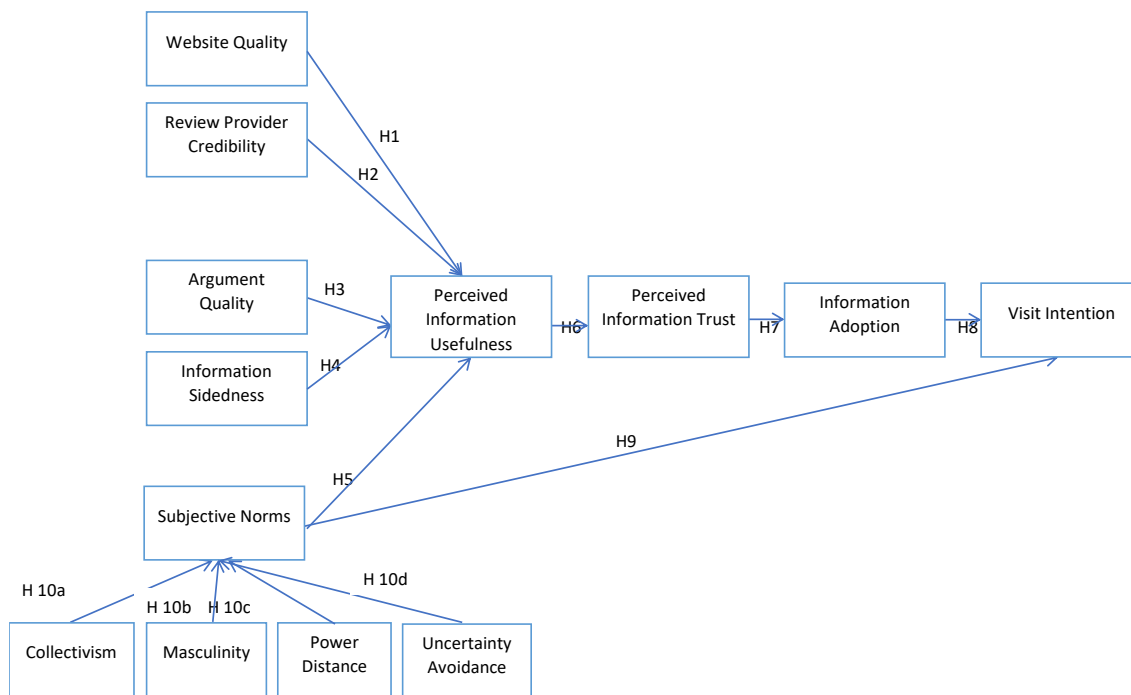 Website Quality
Review Provider
Credibility
H1
H2
Argument
Quality
H3
Perceived
Information
Usefulness
H6
Perceived
Information Trust
H7
Information
Adoption
H8
Visit Intention
Information
Sidedness
H4
H9
H5
Subjective Norms
H 10a
H 10b
H 10c
H 10d
Collectivism
Masculinity
Power
Distance
Uncertainty
Avoidance